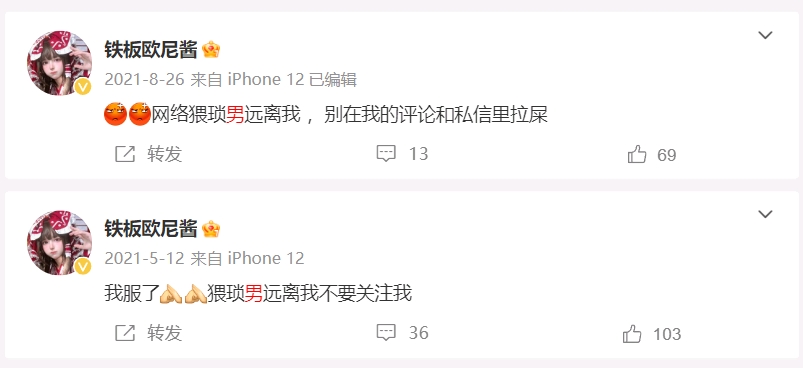 铁板欧尼酱
2021-8-26 来自 iPhone 12 已编辑
网络猥琐男远离我，别在我的评论和私信里拉屎
转发 13 69
铁板欧尼酱
2021-5-12 来自 iPhone 12
我服了猥琐男远离我不要关注我
转发 36 103